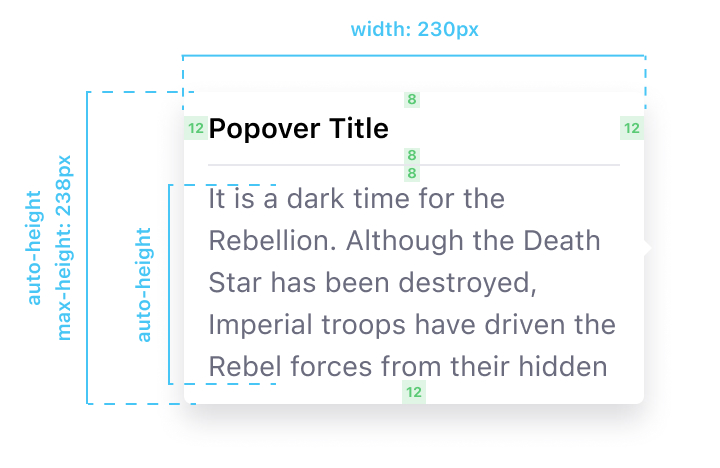 width: 230px
8
12 Popover Title 12
8
8
It is a dark time for the
Rebellion. Although the Death
Star has been destroyed,
Imperial troops have driven the
Rebel forces from their hidden
12
auto-height
max-height: 238px
auto-height